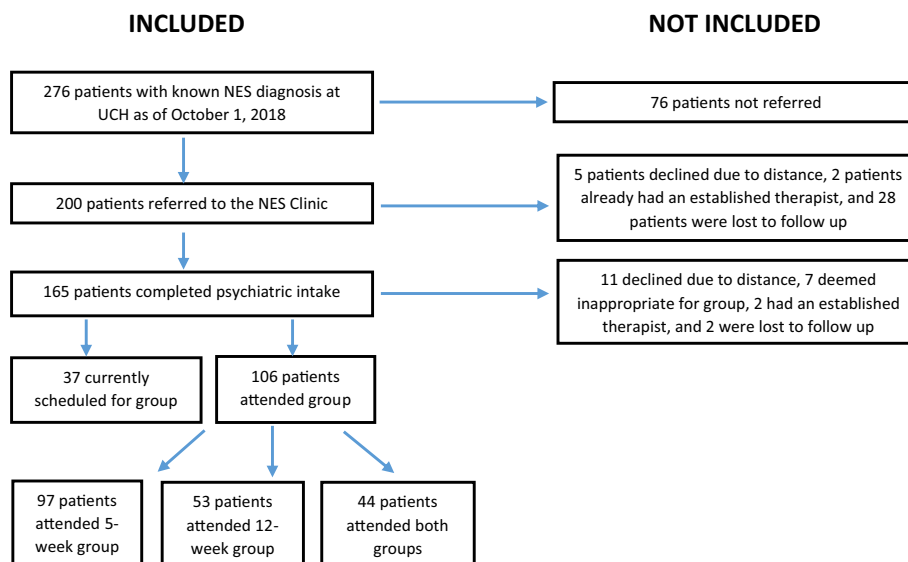 INCLUDED
NOT INCLUDED
276 patients with known NES diagnosis at
UCH as of October 1, 2018
76 patients not referred
200 patients referred to the NES Clinic
5 patients declined due to distance, 2 patients
already had an established therapist, and 28
patients were lost to follow up
165 patients completed psychiatric intake
11 declined due to distance, 7 deemed
inappropriate for group, 2 had an established
therapist, and 2 were lost to follow up
37 currently
scheduled for group
106 patients
attended group
97 patients
attended 5-
week group
53 patients
attended 12-
week group
44 patients
attended both
groups